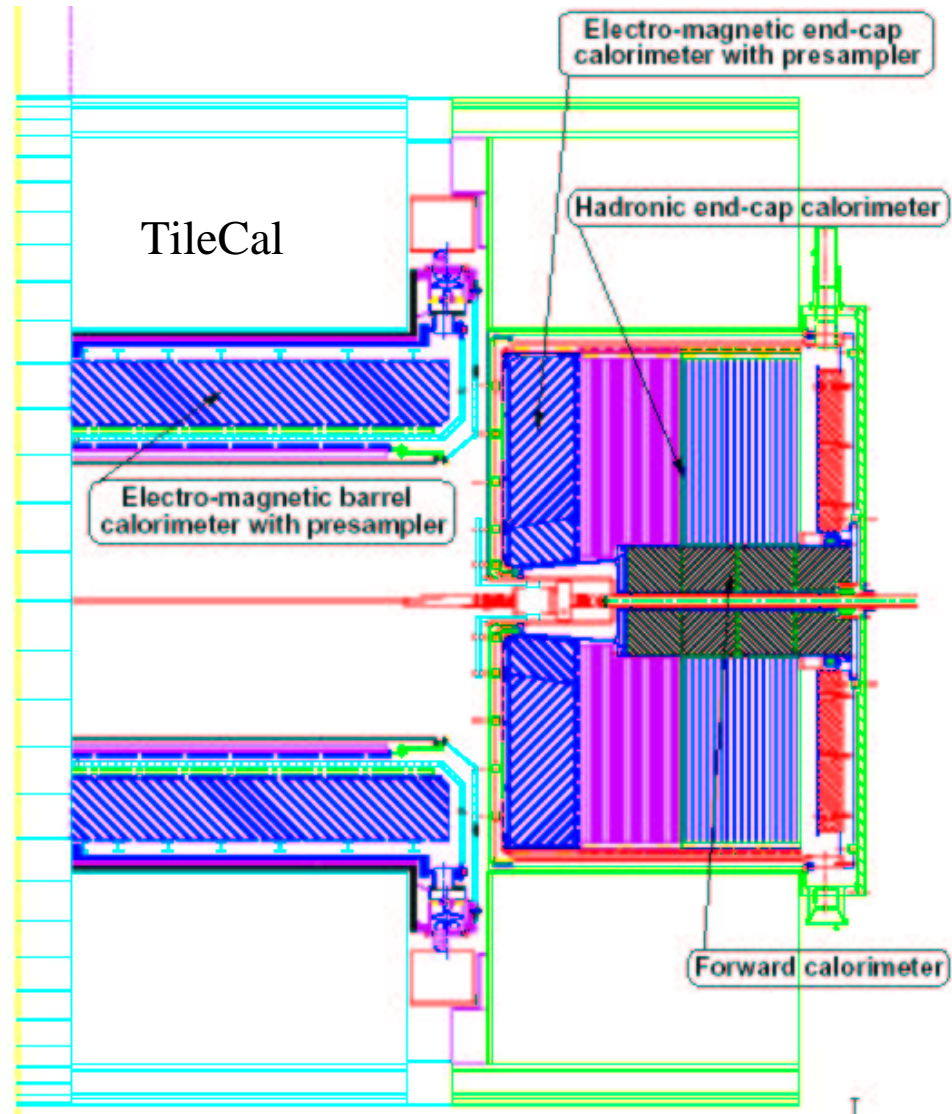 Electro-magnetic end-cap
calorimeter with presampler
Hadronic end-cap calorimeter
TileCal
Electro-magnetic barrel
calorimeter with presampler
Forward calorimeter